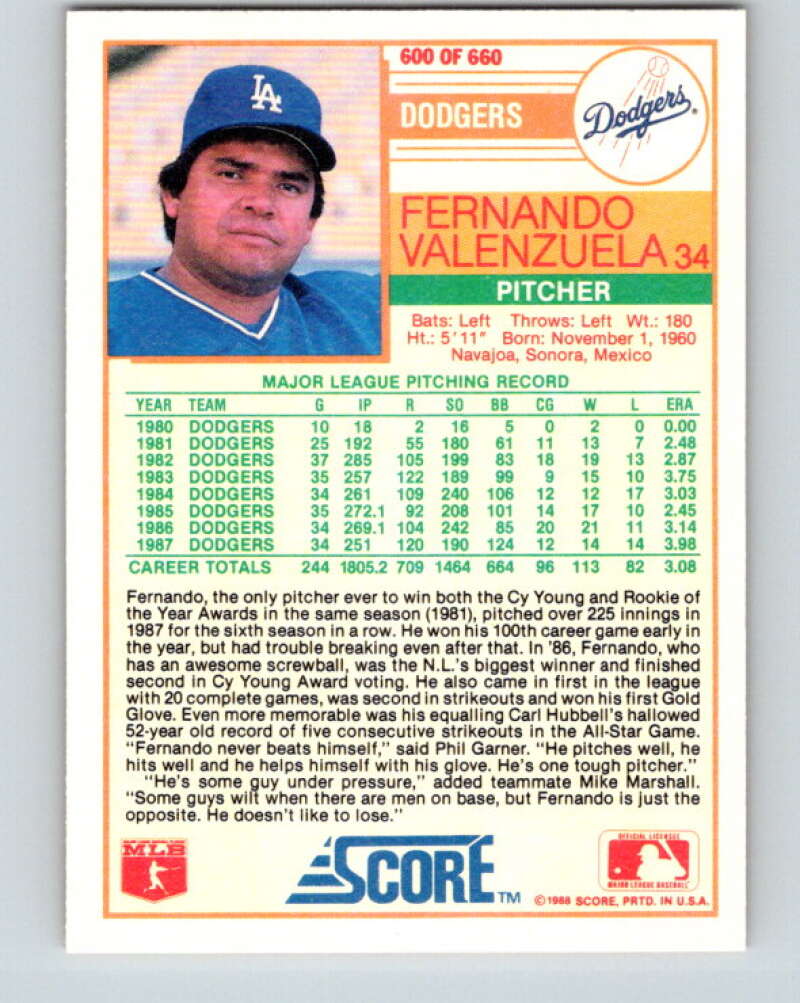 600 OF 660
LA
DODGERS
Dodgers
FERNANDO
VALENZUELA 34
PITCHER
Bats: Left Throws: Left Wt.: 180
Ht.: 5'11" Born: November 1, 1960
Navajoa, Sonora, Mexico
MAJOR LEAGUE PITCHING RECORD
YEAR TEAM G IP R SO BB CG W L ERA
1980 DODGERS 10 18 2 16 5 0 2 0 0.00
1981 DODGERS 25 192 55 180 61 11 13 7 2.48
1982 DODGERS 37 285 105 199 83 18 19 13 2.87
1983 DODGERS 35 257 122 189 99 9 15 10 3.75
1984 DODGERS 34 261 109 240 106 12 12 17 3.03
1985 DODGERS 35 272.1 92 208 101 14 17 10 2.45
1986 DODGERS 34 269.1 104 242 85 20 21 11 3.14
1987 DODGERS 34 251 120 190 124 12 14 14 3.98
CAREER TOTALS 244 1805.2 709 1464 664 96 113 82 3.08
Fernando, the only pitcher ever to win both the Cy Young and Rookie of
the Year Awards in the same season (1981), pitched over 225 innings in
1987 for the sixth season in a row. He won his 100th career game early in
the year, but had trouble breaking even after that. In '86, Fernando, who
has an awesome screwball, was the N.L.'s biggest winner and finished
second in Cy Young Award voting. He also came in first in the league
with 20 complete games, was second in strikeouts and won his first Gold
Glove. Even more memorable was his equalling Carl Hubbell's hallowed
52-year old record of five consecutive strikeouts in the All-Star Game.
"Fernando never beats himself," said Phil Garner. "He pitches well, he
hits well and he helps himself with his glove. He's one tough pitcher."
"He's some guy under pressure," added teammate Mike Marshall.
"Some guys wilt when there are men on base, but Fernando is just the
opposite. He doesn't like to lose."
MLB
SCORE TM
OFFICIAL LICENSEE
MAJOR LEAGUE BASEBALL
©1988 SCORE, PRTD. IN U.S.A.